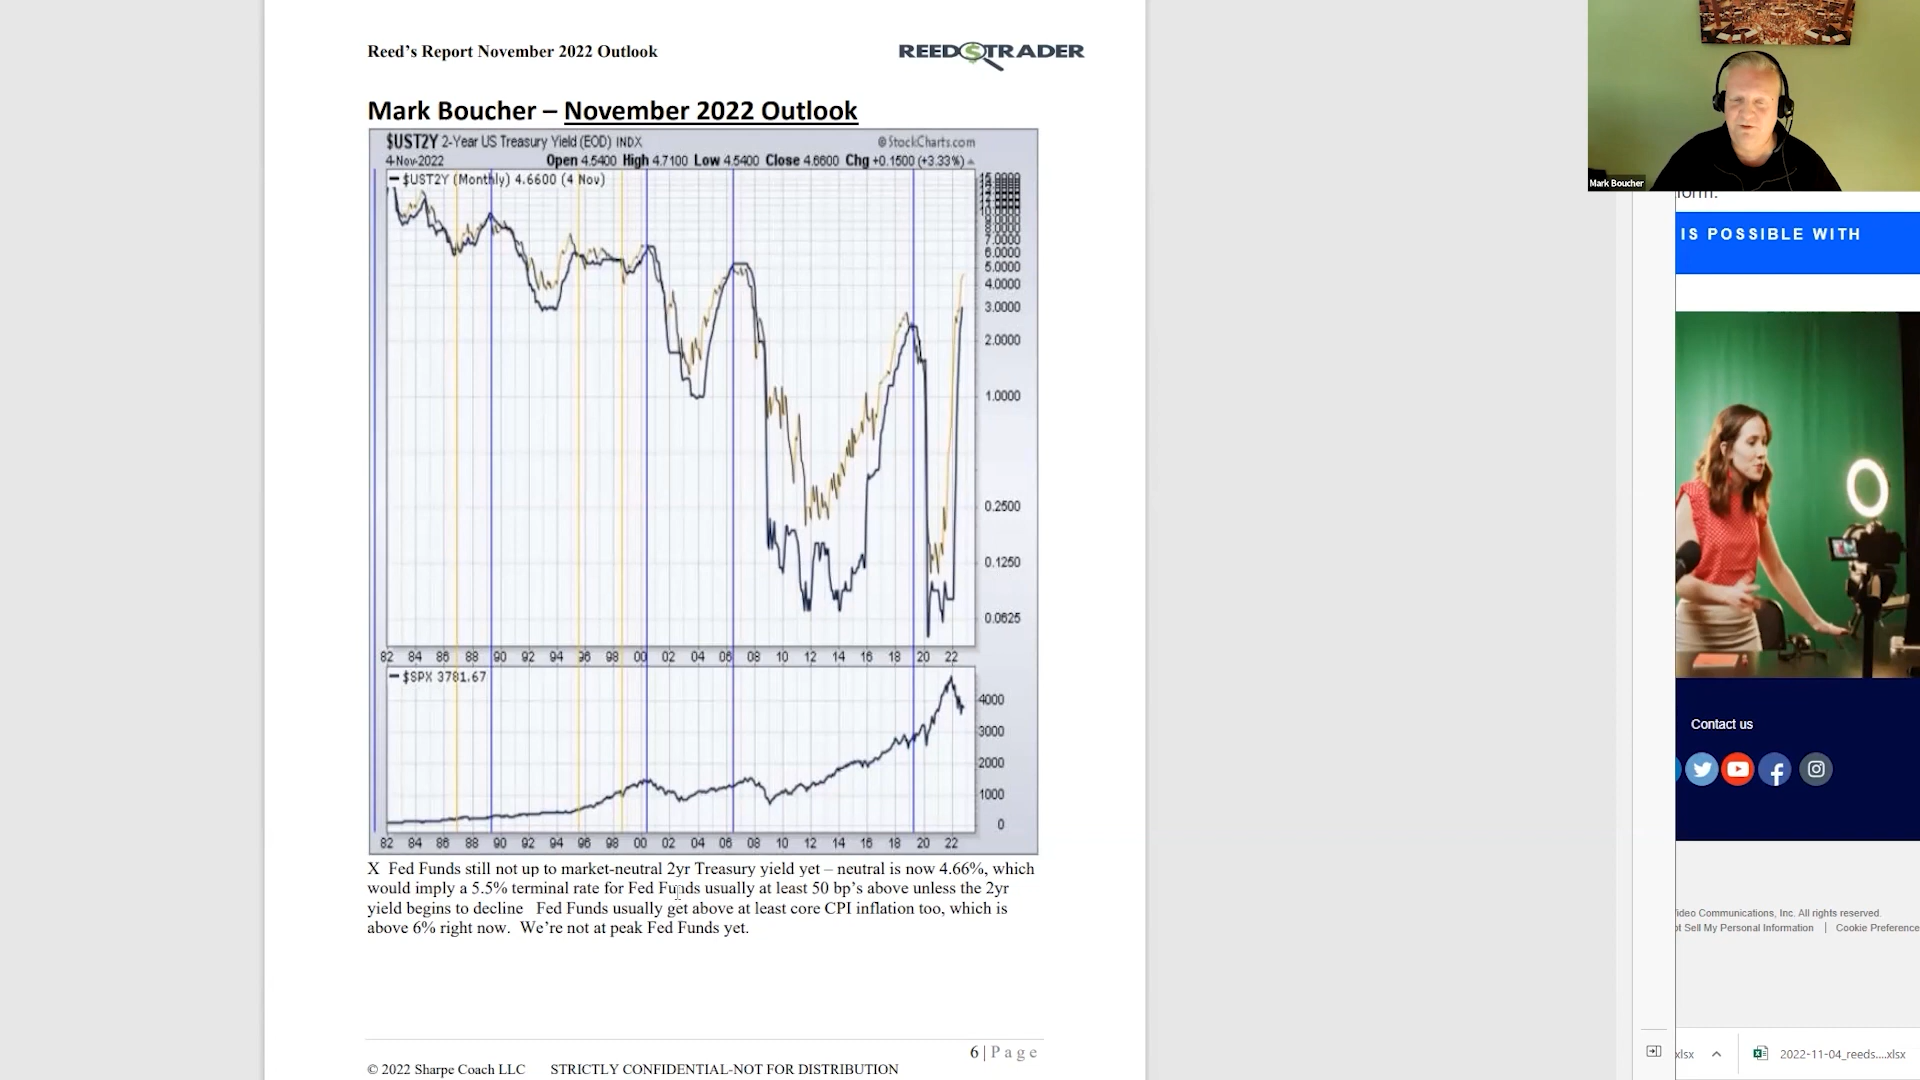 Reed's Report November 2022 Outlook
REED$TRADER
Mark Boucher – November 2022 Outlook
$UST2Y 2-Year US Treasury Yield (EOD) INDX
© StockCharts.com
4-Nov-2022
Open 4.5400 High 4.7100 Low 4.5400 Close 4.6600 Chg +0.1500 (+3.33%)
$UST2Y (Monthly) 4.6600 (4 Nov)
15.0000
8.0000
7.0000
6.0000
5.0000
4.0000
3.0000
2.0000
1.0000
0.2500
0.1250
0.0625
82 84 86 88 90 92 94 96 98 00 02 04 06 08 10 12 14 16 18 20 22
$SPX 3781.67
4000
3000
2000
1000
0
82 84 86 88 90 92 94 96 98 00 02 04 06 08 10 12 14 16 18 20 22
X Fed Funds still not up to market-neutral 2yr Treasury yield yet – neutral is now 4.66%, which
would imply a 5.5% terminal rate for Fed Funds usually at least 50 bp's above unless the 2yr
yield begins to decline Fed Funds usually get above at least core CPI inflation too, which is
above 6% right now. We're not at peak Fed Funds yet.
6 | Page
© 2022 Sharpe Coach LLC STRICTLY CONFIDENTIAL-NOT FOR DISTRIBUTION
Mark Boucher
form.
IS POSSIBLE WITH
Contact us
ideo Communications, Inc. All rights reserved.
t Sell My Personal Information | Cookie Preference
xlsx
2022-11-04_reeds....xlsx